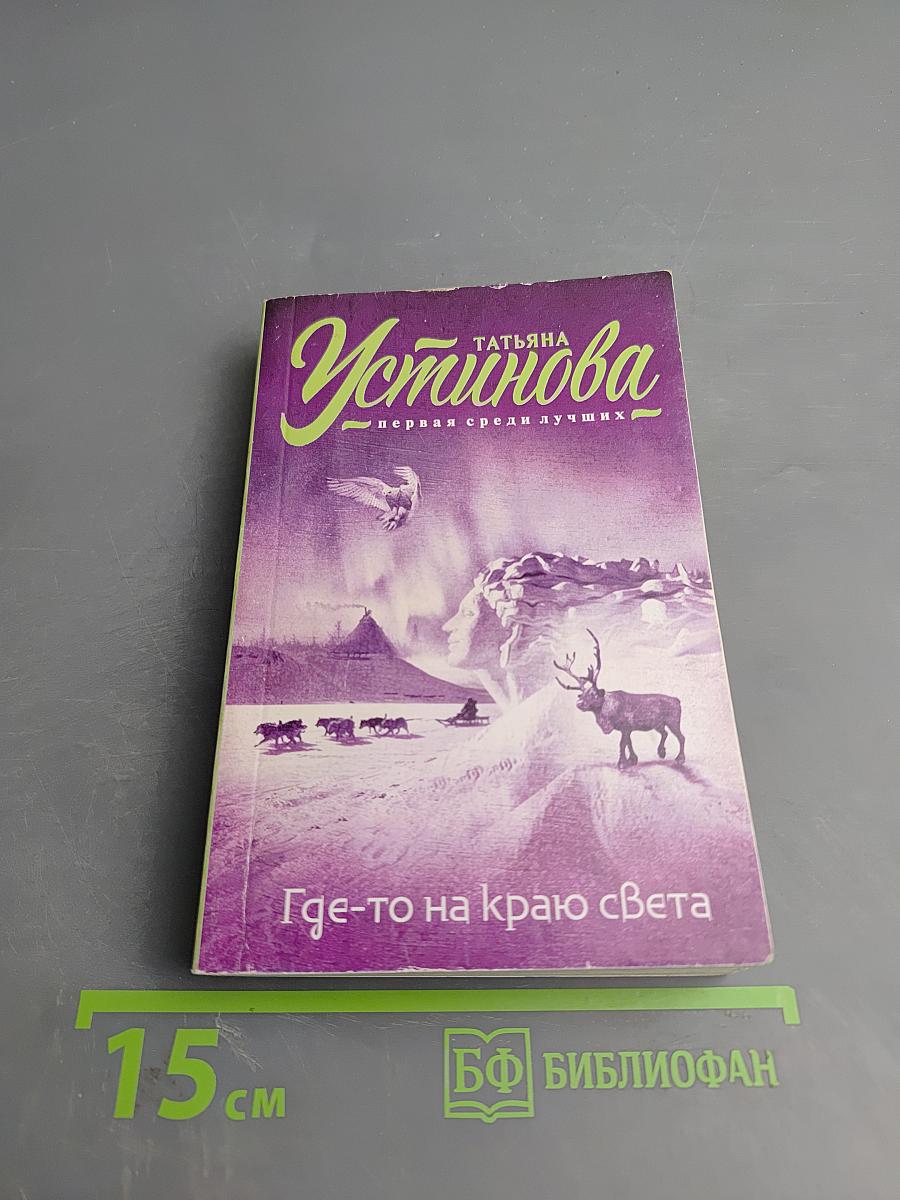 ТАТЬЯНА
Устинова
первая среди лучших
Где-то на краю света
15 см
БФ БИБЛИОФАН